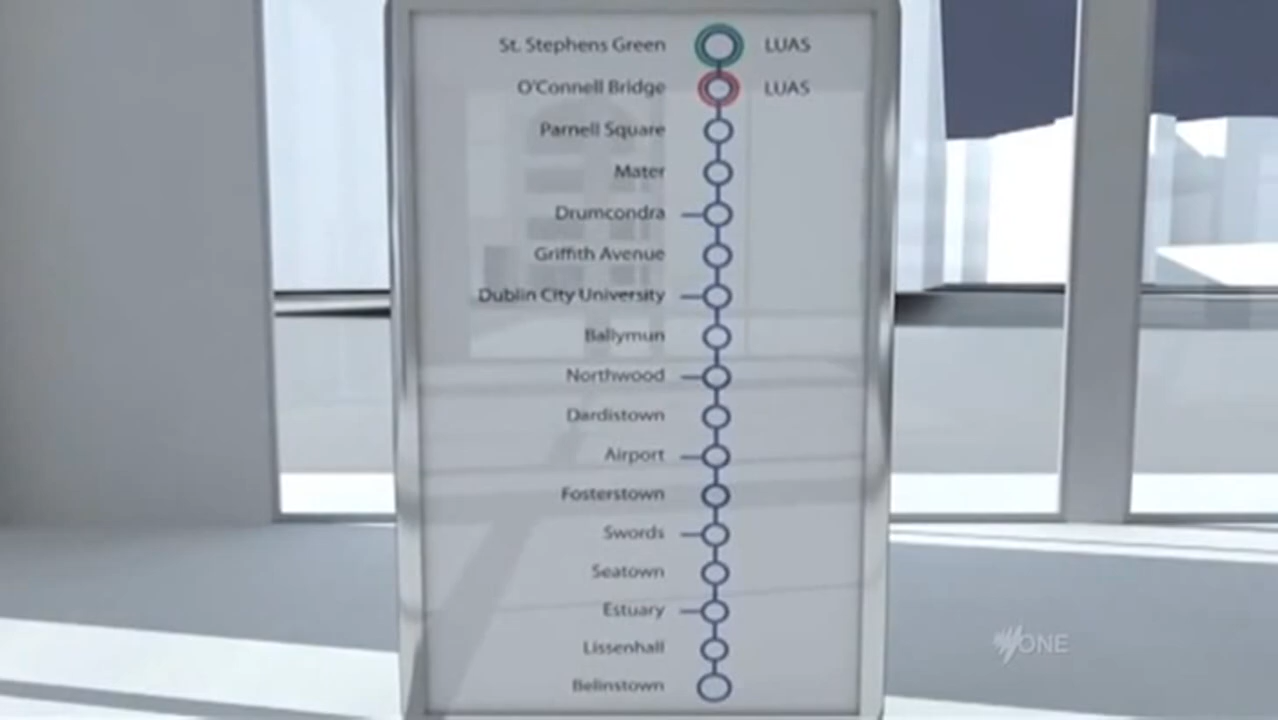 St. Stephens Green LUAS
O'Connell Bridge LUAS
Parnell Square
Mater
Drumcondra
Griffith Avenue
Dublin City University
Ballymun
Northwood
Dardistown
Airport
Fosterstown
Swords
Seatown
Estuary
Lissenhall
Belinstown
ONE